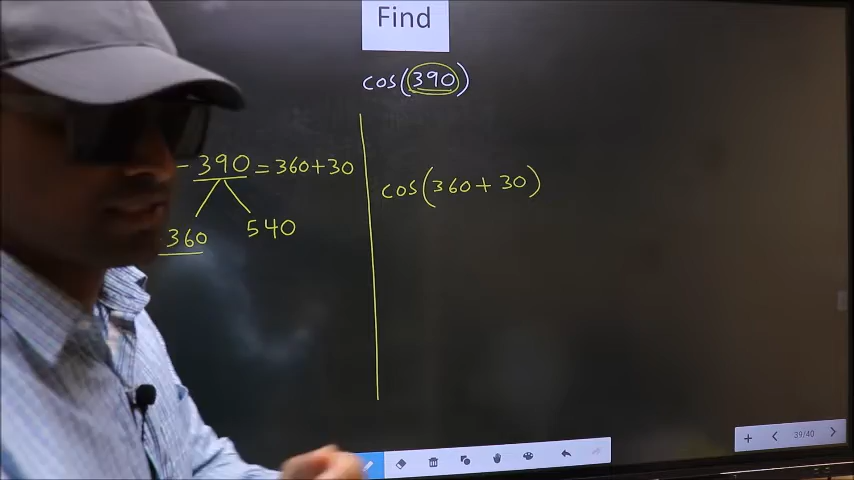 Find
cos(390)
- 390 = 360+30
360 540
cos(360 + 30)
39/40